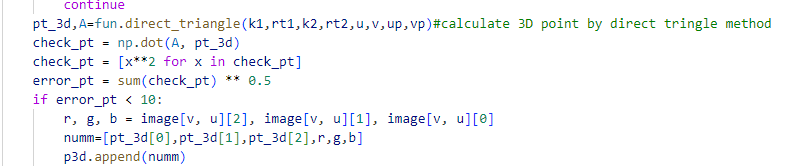 continue
pt_3d,A=fun.direct_triangle(k1,rt1,k2,rt2,u,v,up,vp)#calculate 3D point by direct tringle method
check_pt = np.dot(A, pt_3d)
check_pt = [x**2 for x in check_pt]
error_pt = sum(check_pt) ** 0.5
if error_pt < 10:
r, g, b = image[v, u][2], image[v, u][1], image[v, u][0]
numm=[pt_3d[0],pt_3d[1],pt_3d[2],r,g,b]
p3d.append(numm)